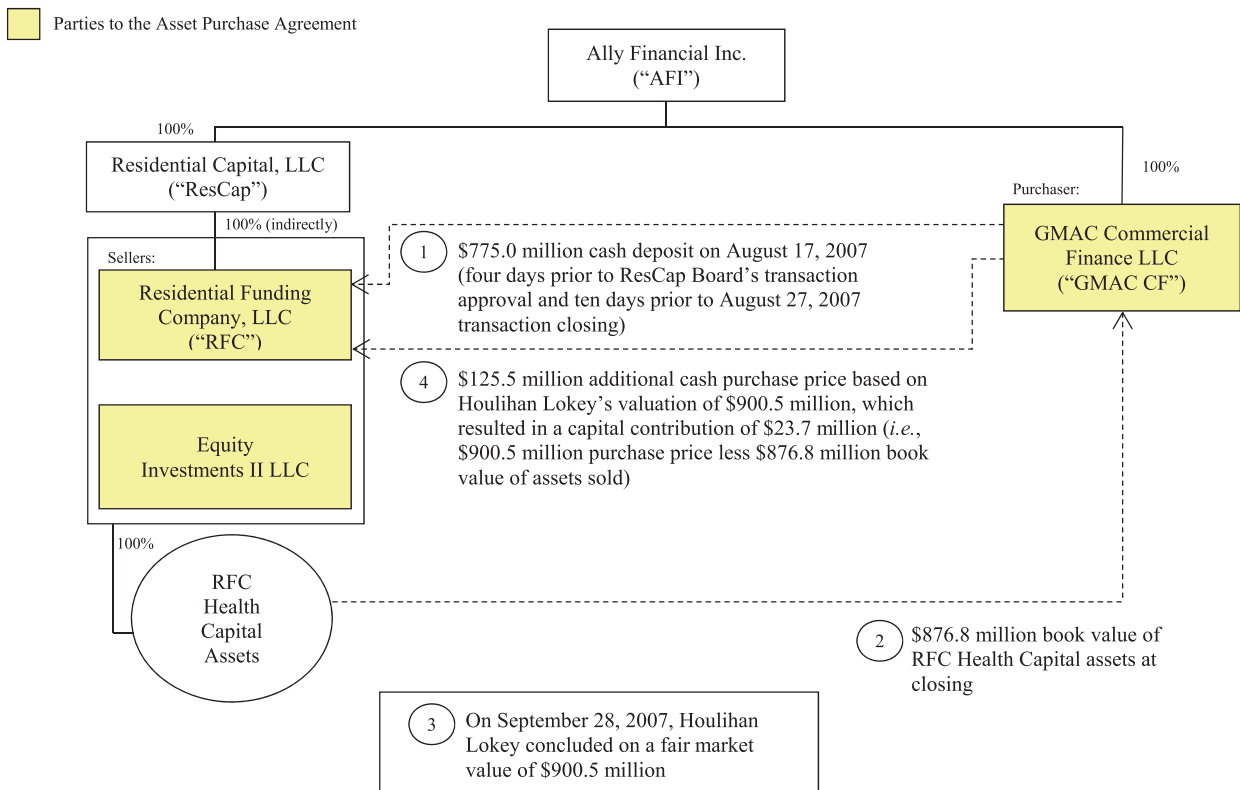 Parties to the Asset Purchase Agreement
Ally Financial Inc.
(“AFI”)
100%
100%
Residential Capital, LLC
(“ResCap”)
Purchaser:
100% (indirectly)
GMAC Commercial
Finance LLC
(“GMAC CF”)
Sellers:
Residential Funding
Company, LLC
(“RFC”)
1
$775.0 million cash deposit on August 17, 2007
(four days prior to ResCap Board’s transaction
approval and ten days prior to August 27, 2007
transaction closing)
4
$125.5 million additional cash purchase price based on
Houlihan Lokey’s valuation of $900.5 million, which
resulted in a capital contribution of $23.7 million (i.e.,
$900.5 million purchase price less $876.8 million book
value of assets sold)
Equity
Investments II LLC
100%
RFC
Health
Capital
Assets
2
$876.8 million book value of
RFC Health Capital assets at
closing
3
On September 28, 2007, Houlihan
Lokey concluded on a fair market
value of $900.5 million